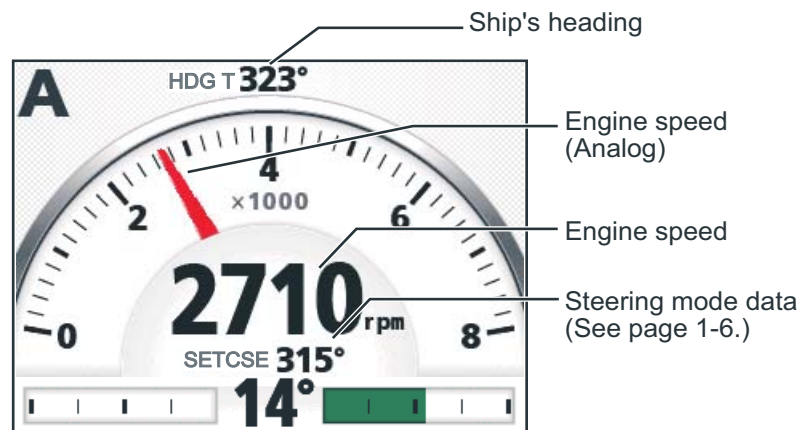 Ship's heading
A
HDG T 323°
Engine speed
(Analog)
4
×1000
2
6
Engine speed
2710 rpm
Steering mode data
(See page 1-6.)
0
8
SETCSE 315°
14°